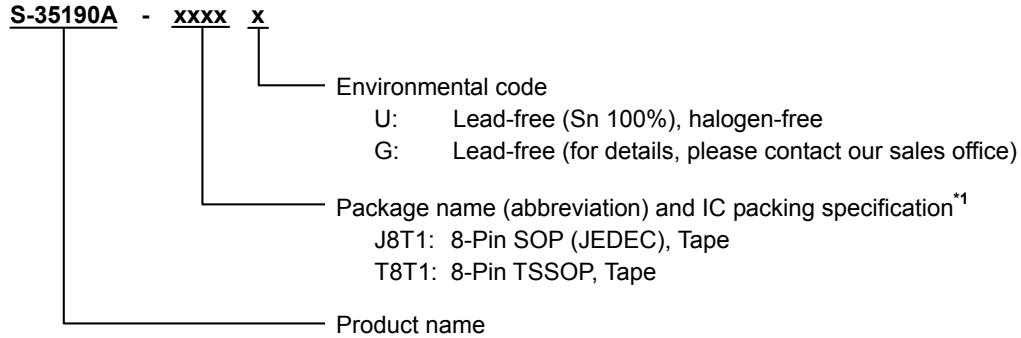 S-35190A - xxxx x
Environmental code
U: Lead-free (Sn 100%), halogen-free
G: Lead-free (for details, please contact our sales office)
Package name (abbreviation) and IC packing specification*1
J8T1: 8-Pin SOP (JEDEC), Tape
T8T1: 8-Pin TSSOP, Tape
Product name